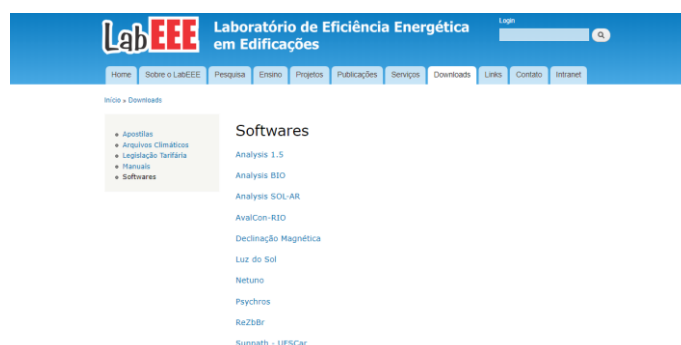 LabEEE
Laboratório de Eficiência Energética
em Edificações
Login
Home Sobre o LabEEE Pesquisa Ensino Projetos Publicações Serviços Downloads Links Contato Intranet
Início » Downloads
Apostilas
Arquivos Climáticos
Legislação Tarifária
Manuais
Softwares
Softwares
Analysis 1.5
Analysis BIO
Analysis SOL-AR
AvalCon-RIO
Declinação Magnética
Luz do Sol
Netuno
Psychros
ReZbBr
Sunpath - UFSCar